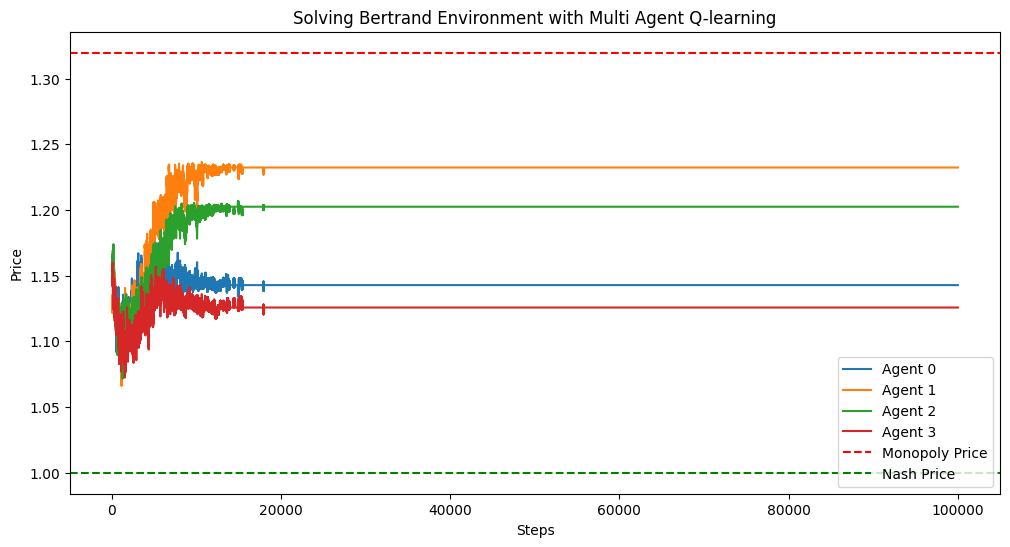 Solving Bertrand Environment with Multi Agent Q-learning
Price
1.30
1.25
1.20
1.15
1.10
1.05
1.00
0
20000
40000
60000
80000
100000
Steps
Agent 0
Agent 1
Agent 2
Agent 3
Monopoly Price
Nash Price